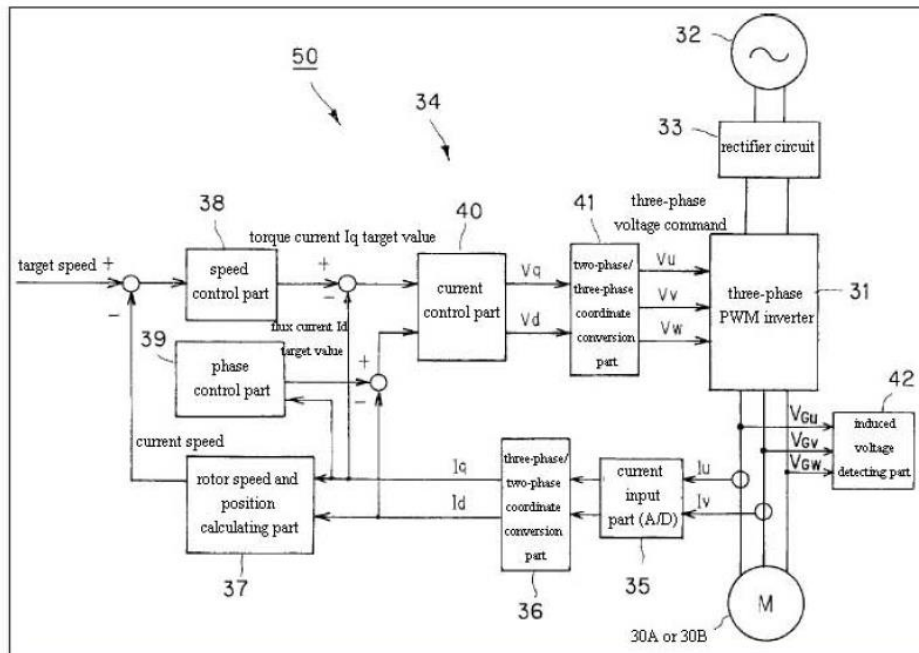 32
50
34
33
rectifier circuit
38
torque current Iq target value
40
41
three-phase
voltage command
target speed
+
−
speed
control part
+
−
current
control part
Vq
Vd
two-phase/
three-phase
coordinate
conversion
part
Vu
Vv
Vw
three-phase
PWM inverter
31
flux current Id
target value
39
phase
control part
+
−
42
VGu
VGv
VGw
induced
voltage
detecting part
current speed
rotor speed and
position
calculating part
37
Iq
Id
three-phase/
two-phase
coordinate
conversion
part
36
current
input
part (A/D)
35
Iu
Iv
M
30A or 30B